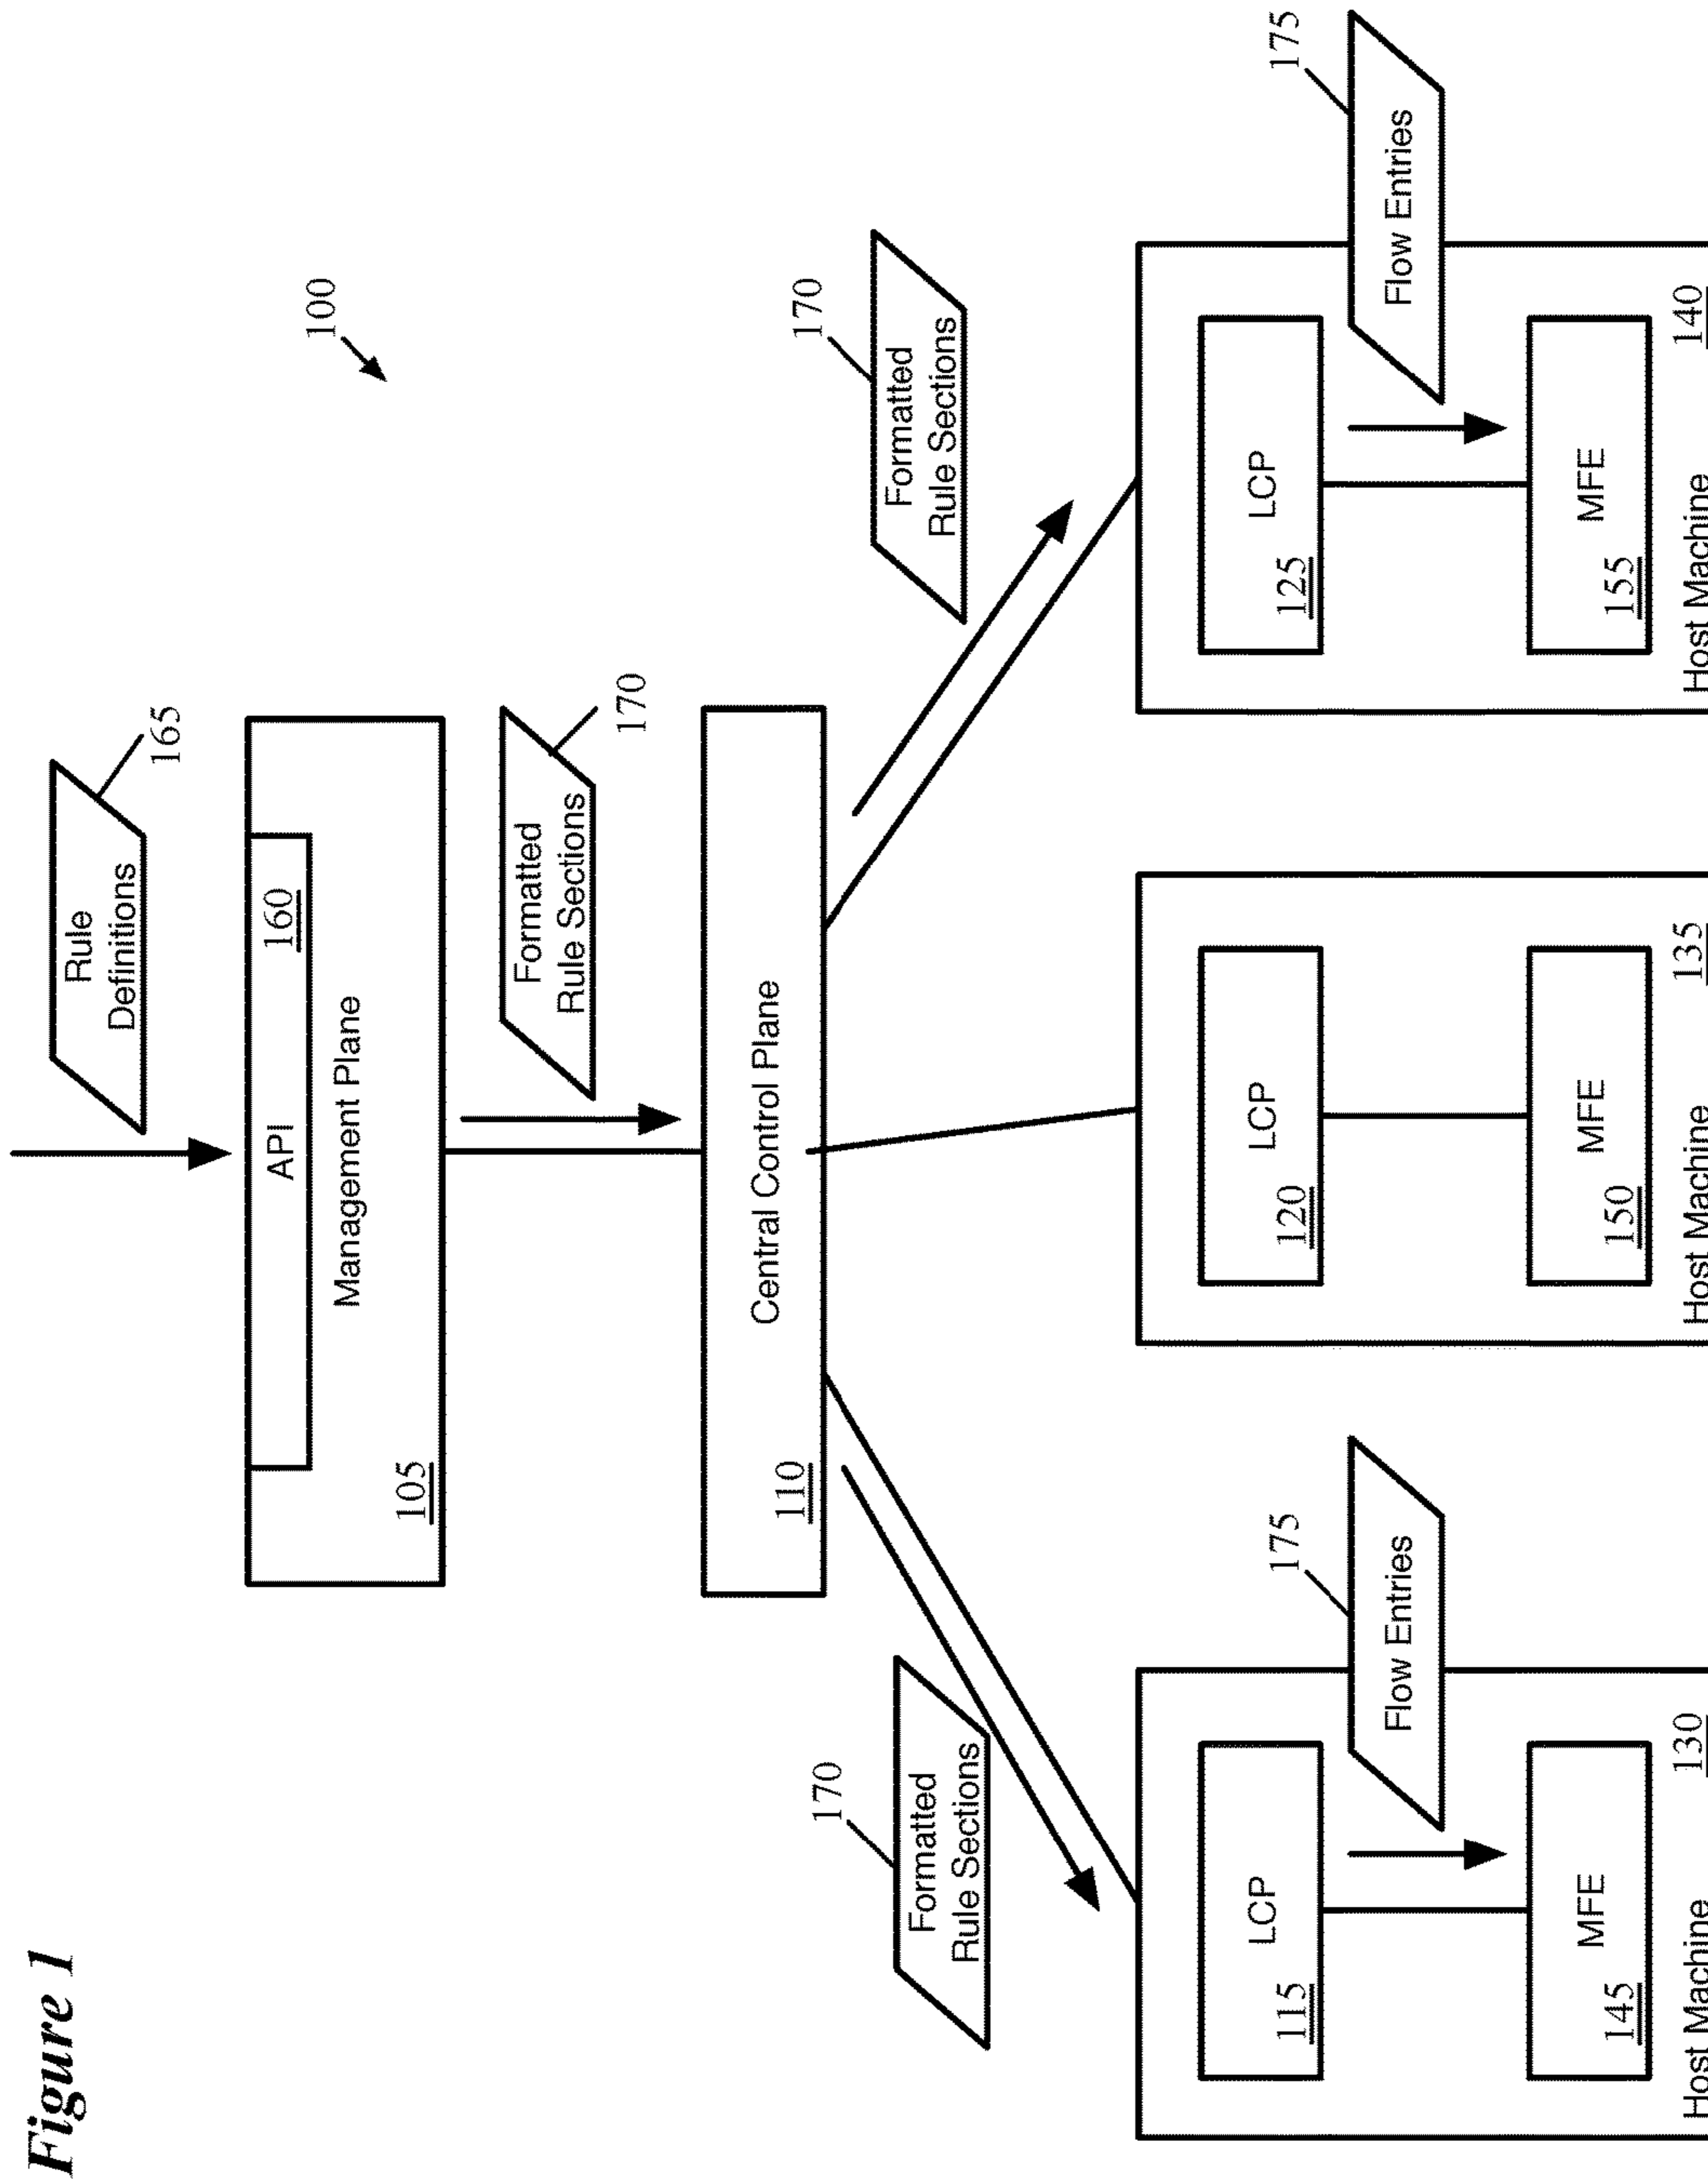 Figure 1
100
Rule
Definitions
165
API
160
Management Plane
105
Formatted
Rule Sections
170
Central Control Plane
110
Formatted
Rule Sections
170
Formatted
Rule Sections
170
LCP
115
Flow Entries
175
MFE
145
Host Machine
130
LCP
120
MFE
150
Host Machine
135
LCP
125
Flow Entries
175
MFE
155
Host Machine
140